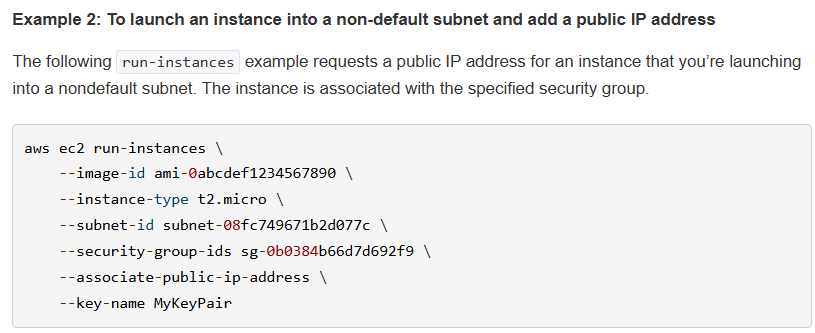 Example 2: To launch an instance into a non-default subnet and add a public IP address
The following run-instances example requests a public IP address for an instance that you’re launching
into a nondefault subnet. The instance is associated with the specified security group.
aws ec2 run-instances \
    --image-id ami-0abcdef1234567890 \
    --instance-type t2.micro \
    --subnet-id subnet-08fc749671b2d077c \
    --security-group-ids sg-0b0384b66d7d692f9 \
    --associate-public-ip-address \
    --key-name MyKeyPair